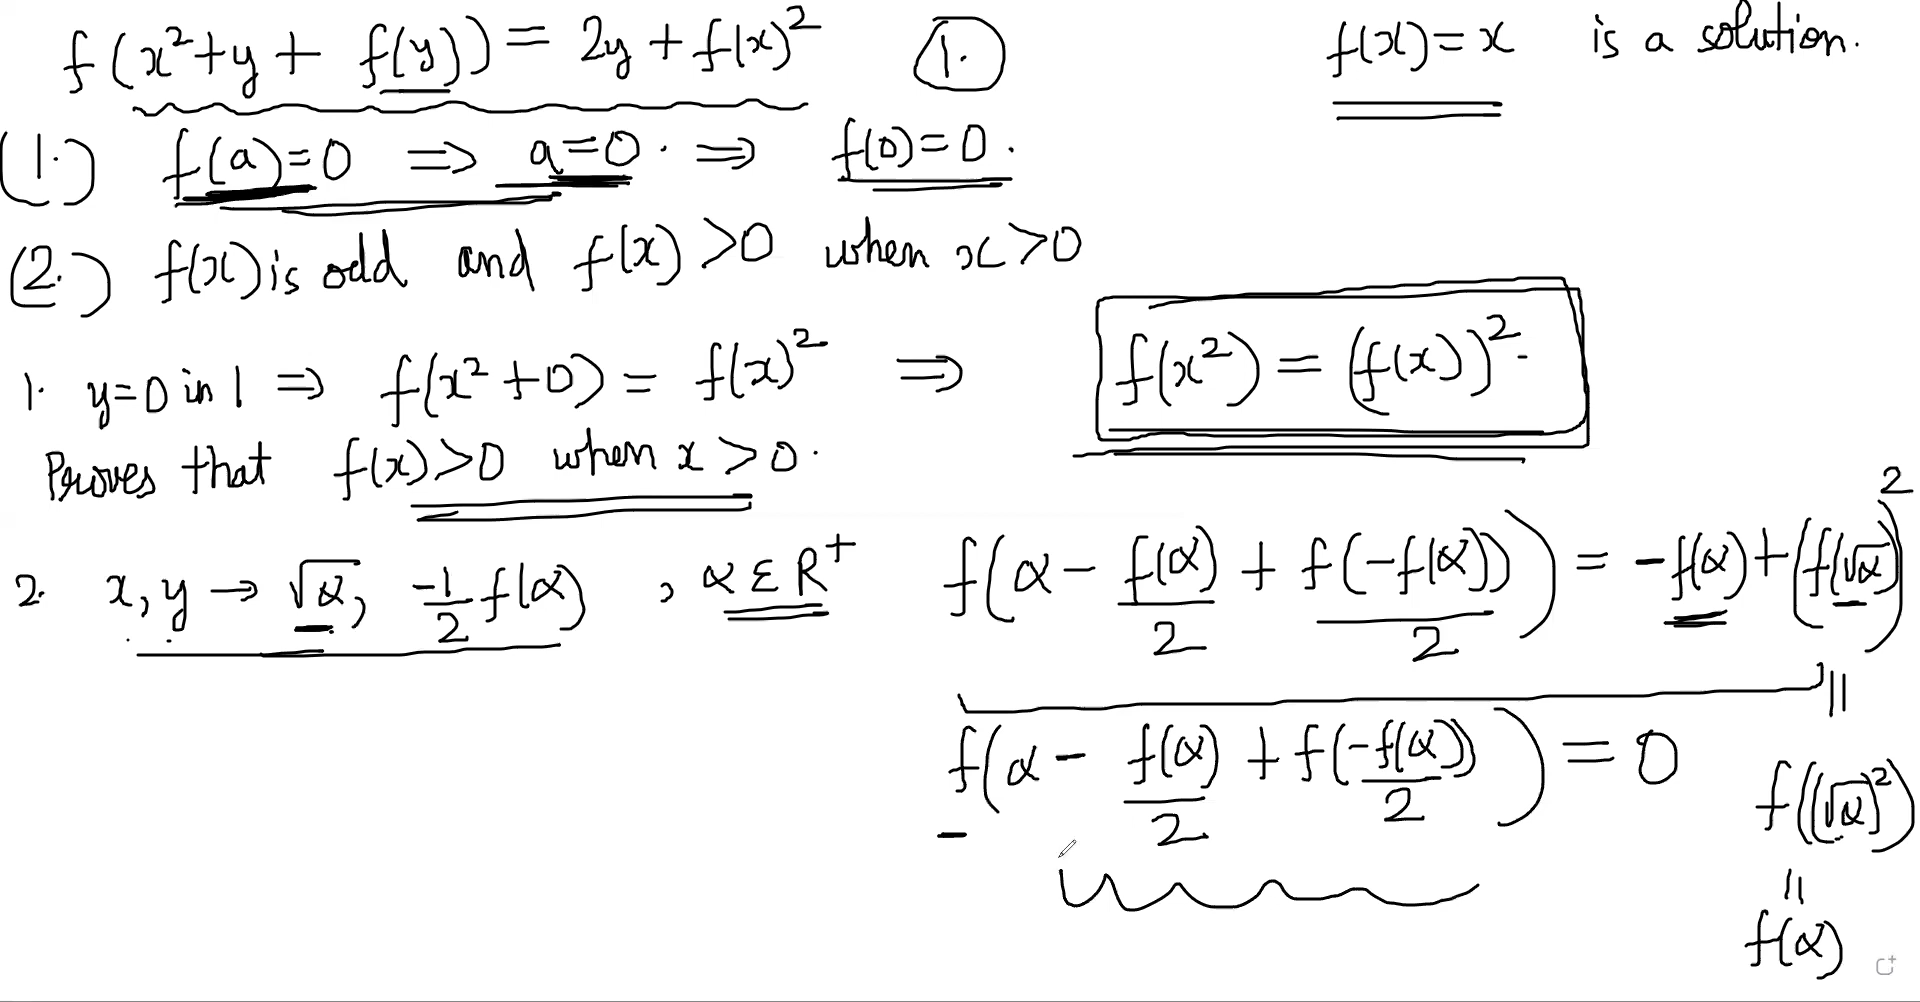 f(x²+y+f(y)) = 2y+f(x)² (1.) f(x)=x is a solution.
(1.) f(a)=0 ⇒ a=0. ⇒ f(0)=0.
(2.) f(x) is odd and f(x)>0 when x>0
1. y=0 in 1 ⇒ f(x²+0) = f(x)² ⇒ f(x²) = (f(x))².
Proves that f(x)>0 when x>0.
2. x,y → √α, -1/2 f(α), α ∈ R⁺ f(α - f(α)/2 + f(-f(α))/2) = -f(α)+(f(√α))²
||
f(α - f(α)/2 + f(-f(α)/2)) = 0 f((√α)²)
||
f(α)